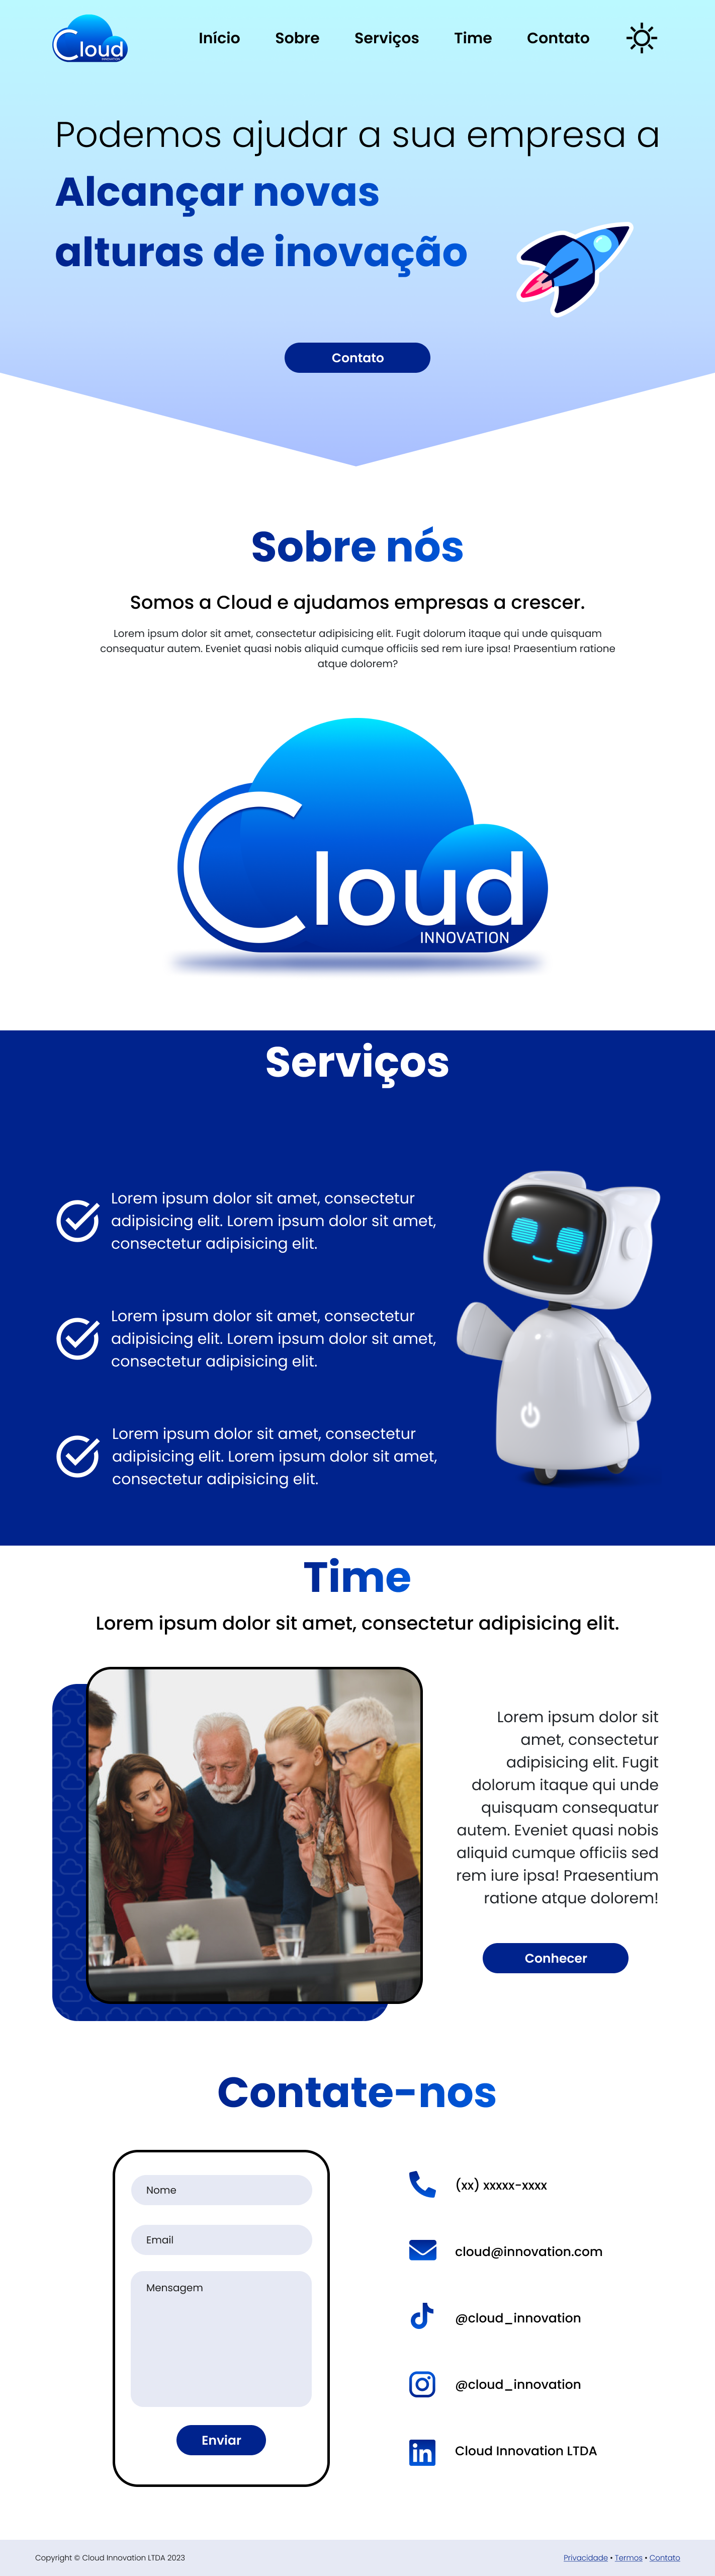 Cloud
INNOVATION
Início Sobre Serviços Time Contato
Podemos ajudar a sua empresa a
Alcançar novas
alturas de inovação
Contato
Sobre nós
Somos a Cloud e ajudamos empresas a crescer.
Lorem ipsum dolor sit amet, consectetur adipisicing elit. Fugit dolorum itaque qui unde quisquam
consequatur autem. Eveniet quasi nobis aliquid cumque officiis sed rem iure ipsa! Praesentium ratione
atque dolorem?
Cloud
INNOVATION
Serviços
Lorem ipsum dolor sit amet, consectetur
adipisicing elit. Lorem ipsum dolor sit amet,
consectetur adipisicing elit.
Lorem ipsum dolor sit amet, consectetur
adipisicing elit. Lorem ipsum dolor sit amet,
consectetur adipisicing elit.
Lorem ipsum dolor sit amet, consectetur
adipisicing elit. Lorem ipsum dolor sit amet,
consectetur adipisicing elit.
Time
Lorem ipsum dolor sit amet, consectetur adipisicing elit.
Lorem ipsum dolor sit
amet, consectetur
adipisicing elit. Fugit
dolorum itaque qui unde
quisquam consequatur
autem. Eveniet quasi nobis
aliquid cumque officiis sed
rem iure ipsa! Praesentium
ratione atque dolorem!
Conhecer
Contate-nos
Nome
Email
Mensagem
Enviar
(xx) xxxxx-xxxx
cloud@innovation.com
@cloud_innovation
@cloud_innovation
in
Cloud Innovation LTDA
Copyright © Cloud Innovation LTDA 2023
Privacidade • Termos • Contato